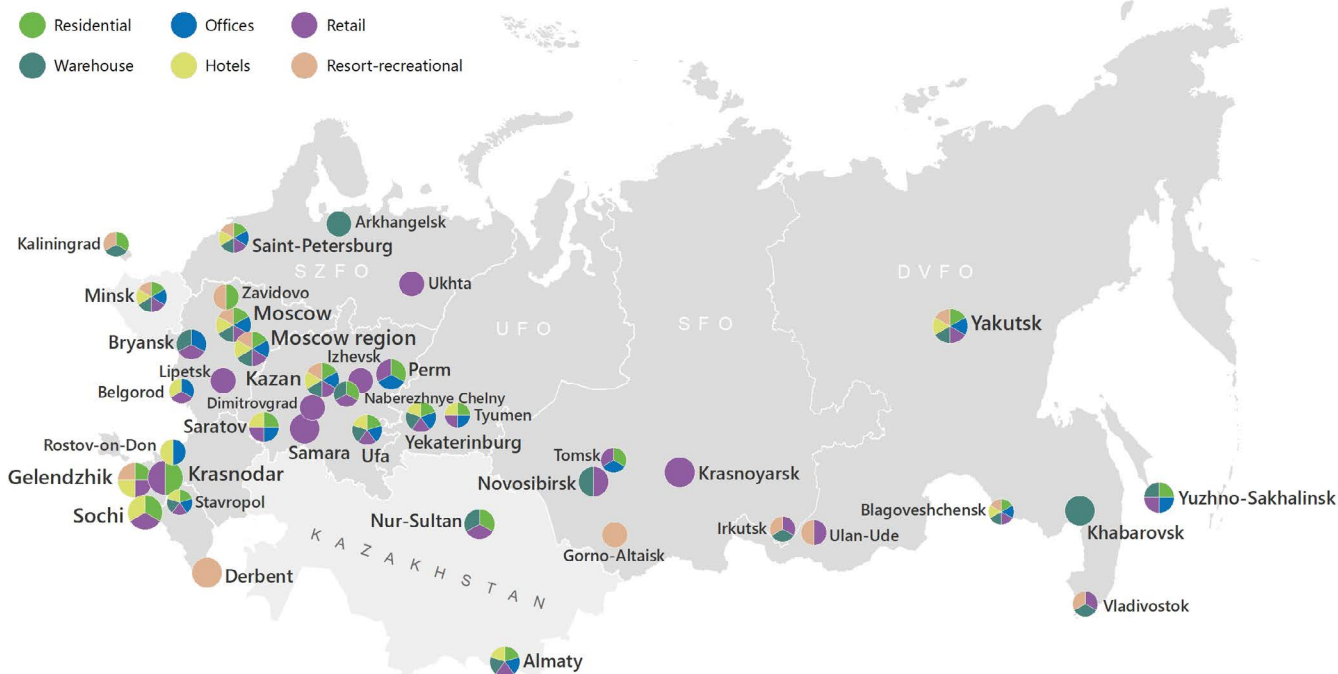 Residential
Offices
Retail
Warehouse
Hotels
Resort-recreational
Arkhangelsk
Kaliningrad
Saint-Petersburg
SZFO
DVFO
Ukhta
Minsk
Zavidovo
Moscow
UFO
SFO
Yakutsk
Bryansk
Moscow region
Izhevsk
Lipetsk
Kazan
Perm
Belgorod
Dimitrovgrad
Naberezhnye Chelny
Saratov
Tyumen
Samara
Ufa
Yekaterinburg
Rostov-on-Don
Tomsk
Gelendzhik
Krasnodar
Novosibirsk
Krasnoyarsk
Stavropol
Yuzhno-Sakhalinsk
Sochi
Nur-Sultan
Blagoveshchensk
Irkutsk
Ulan-Ude
Khabarovsk
KAZAKHSTAN
Gorno-Altaisk
Derbent
Vladivostok
Almaty